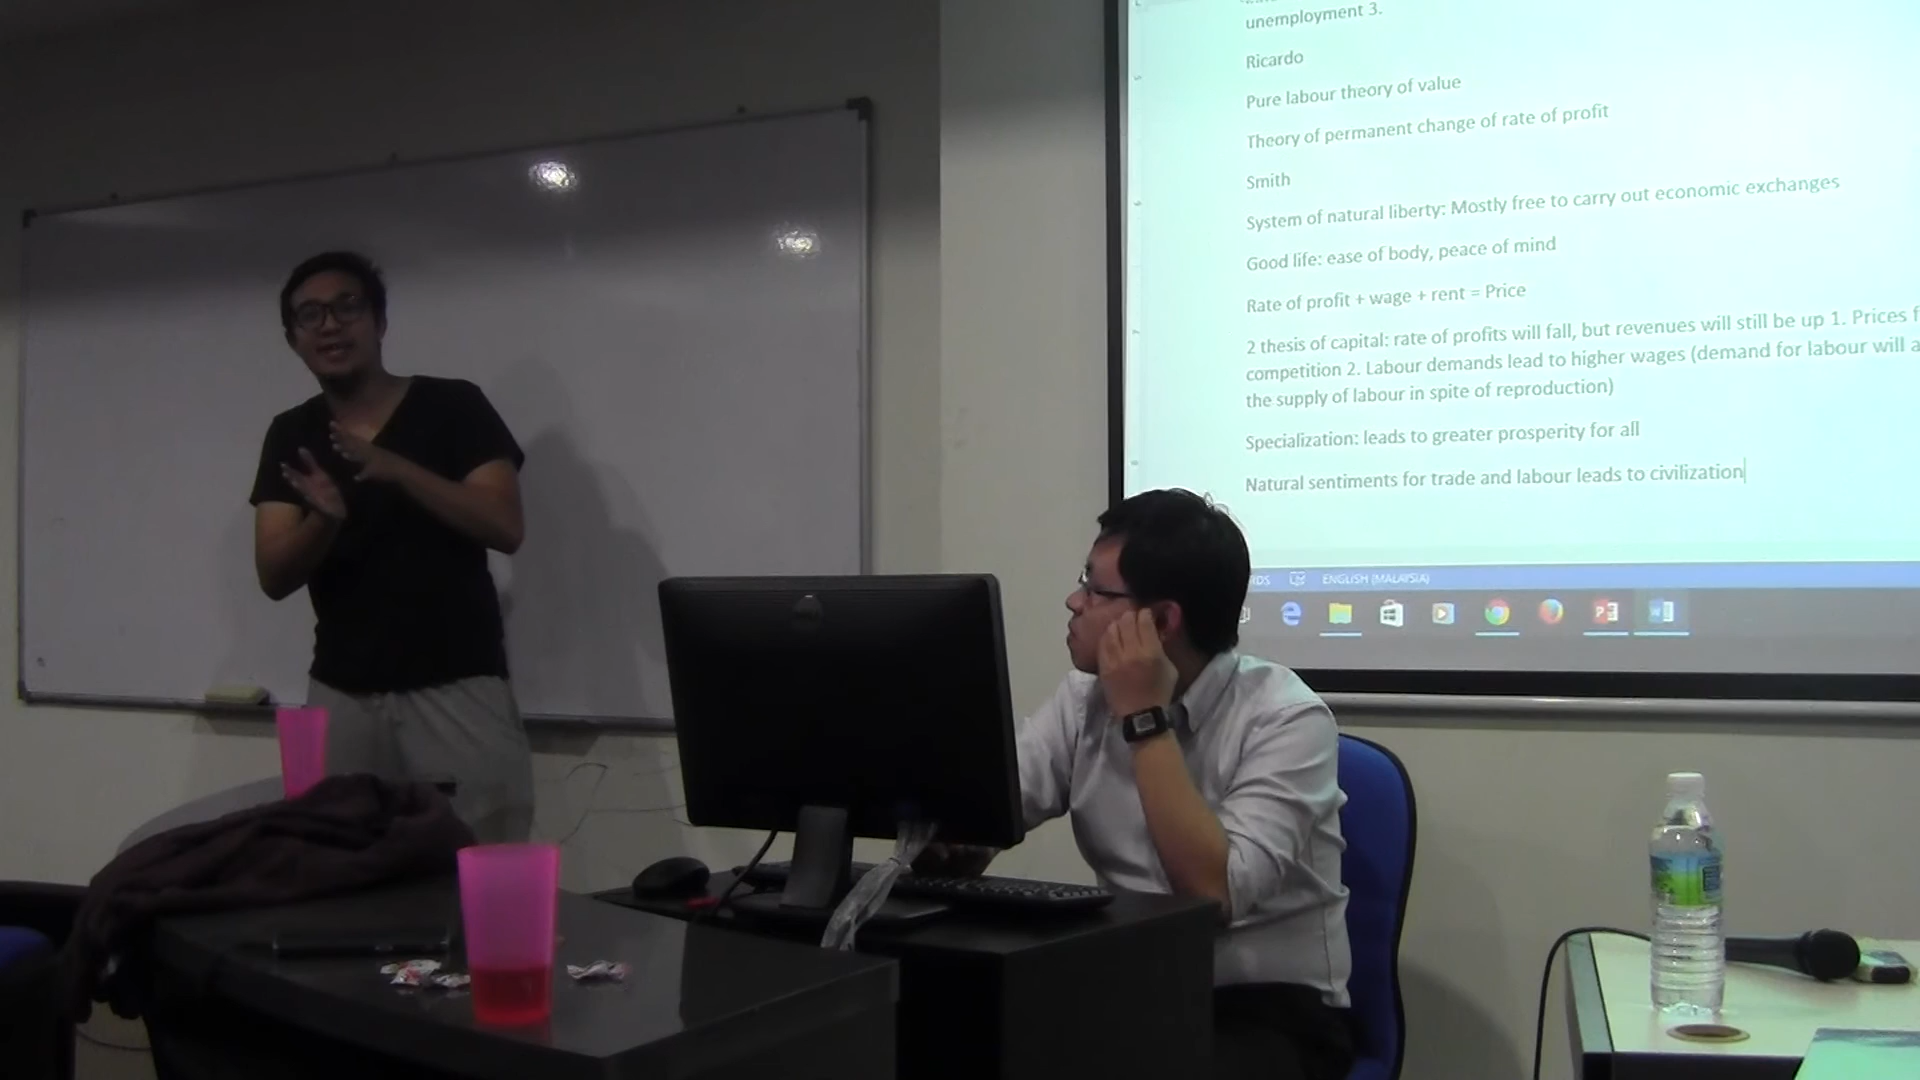 unemployment 3.
Ricardo
Pure labour theory of value
Theory of permanent change of rate of profit
Smith
System of natural liberty: Mostly free to carry out economic exchanges
Good life: ease of body, peace of mind
Rate of profit + wage + rent = Price
2 thesis of capital: rate of profits will fall, but revenues will still be up 1. Prices f
competition 2. Labour demands lead to higher wages (demand for labour will a
the supply of labour in spite of reproduction)
Specialization: leads to greater prosperity for all
Natural sentiments for trade and labour leads to civilization
RDS ENGLISH (MALAYSIA)